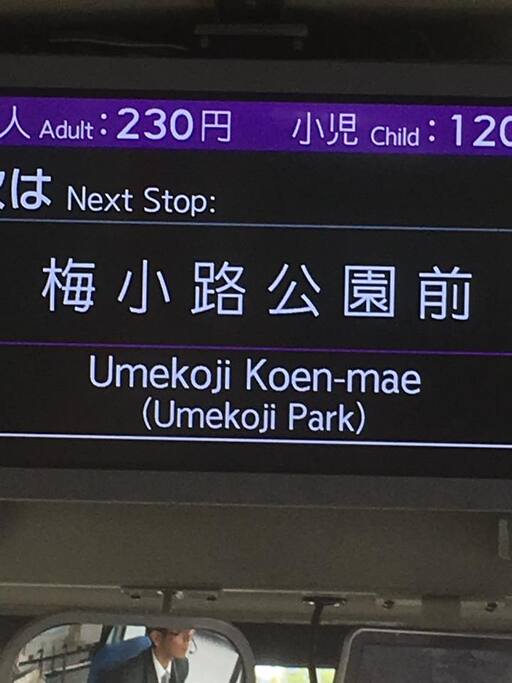 人 Adult:230円 小児 Child:120
は Next Stop:
梅小路公園前
Umekoji Koen-mae
(Umekoji Park)